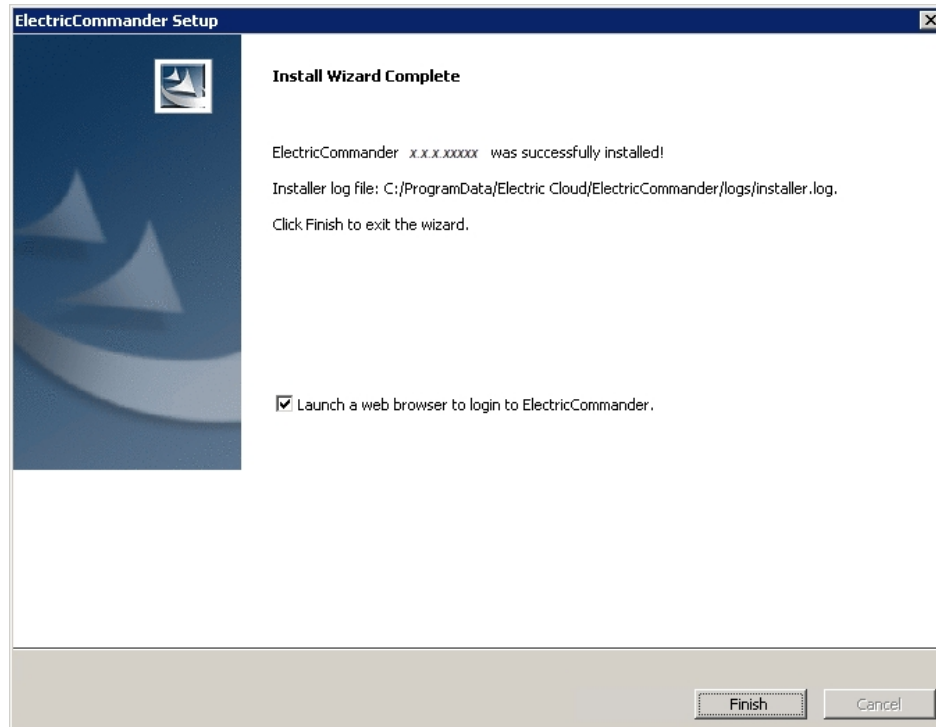 ElectricCommander Setup
Install Wizard Complete
ElectricCommander x.x.x.xxxxx was successfully installed!
Installer log file: C:/ProgramData/Electric Cloud/ElectricCommander/logs/installer.log.
Click Finish to exit the wizard.
Launch a web browser to login to ElectricCommander.
Finish
Cancel